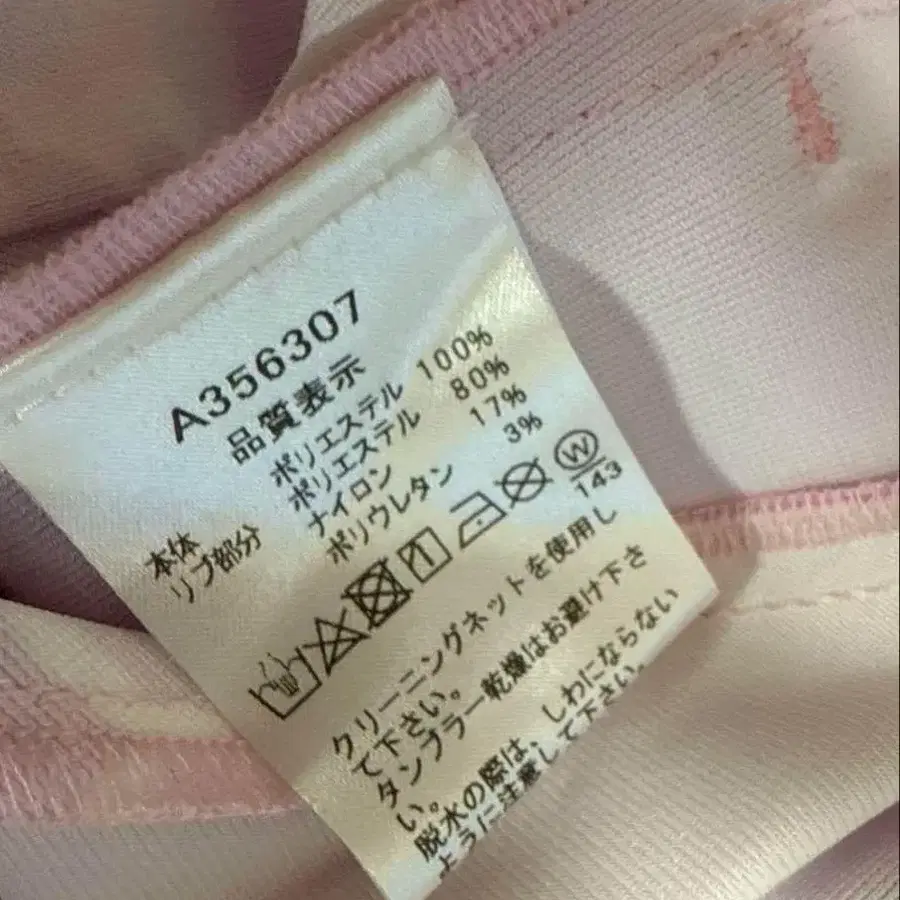 A356307
品質表示
本体 ポリエステル 100%
リブ部分 ポリエステル 80%
ナイロン 17%
ポリウレタン 3%
W
143
クリーニングネットを使用し
て下さい。
タンブラー乾燥はお避け下さ
い。
脱水の際は、しわにならない
ように注意して下さい。